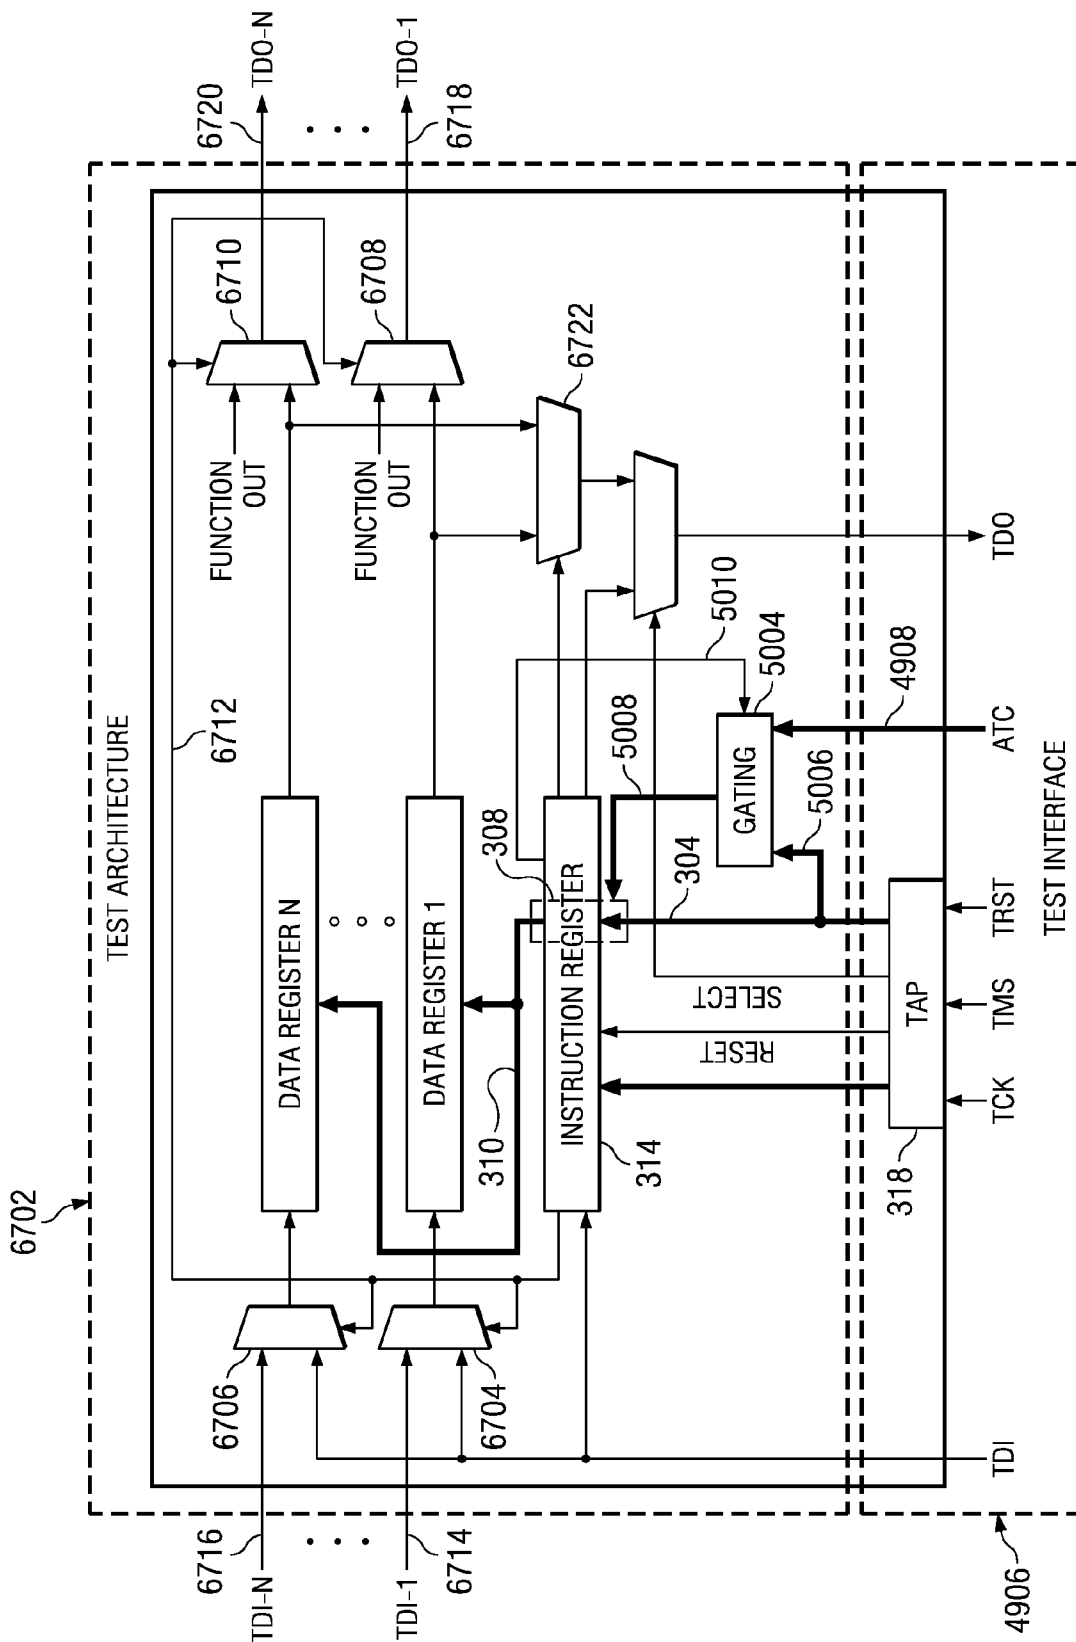 6702
TEST ARCHITECTURE
6712
TDI-N
6716
TDI-1
6714
6706
6704
DATA REGISTER N
DATA REGISTER 1
310
INSTRUCTION REGISTER
314
308
FUNCTION
OUT
FUNCTION
OUT
6710
6708
6720
TDO-N
6718
TDO-1
6722
5010
5008
5004
GATING
4908
5006
304
SELECT
RESET
TAP
318
TDI
TCK
TMS
TRST
ATC
TDO
TEST INTERFACE
4906